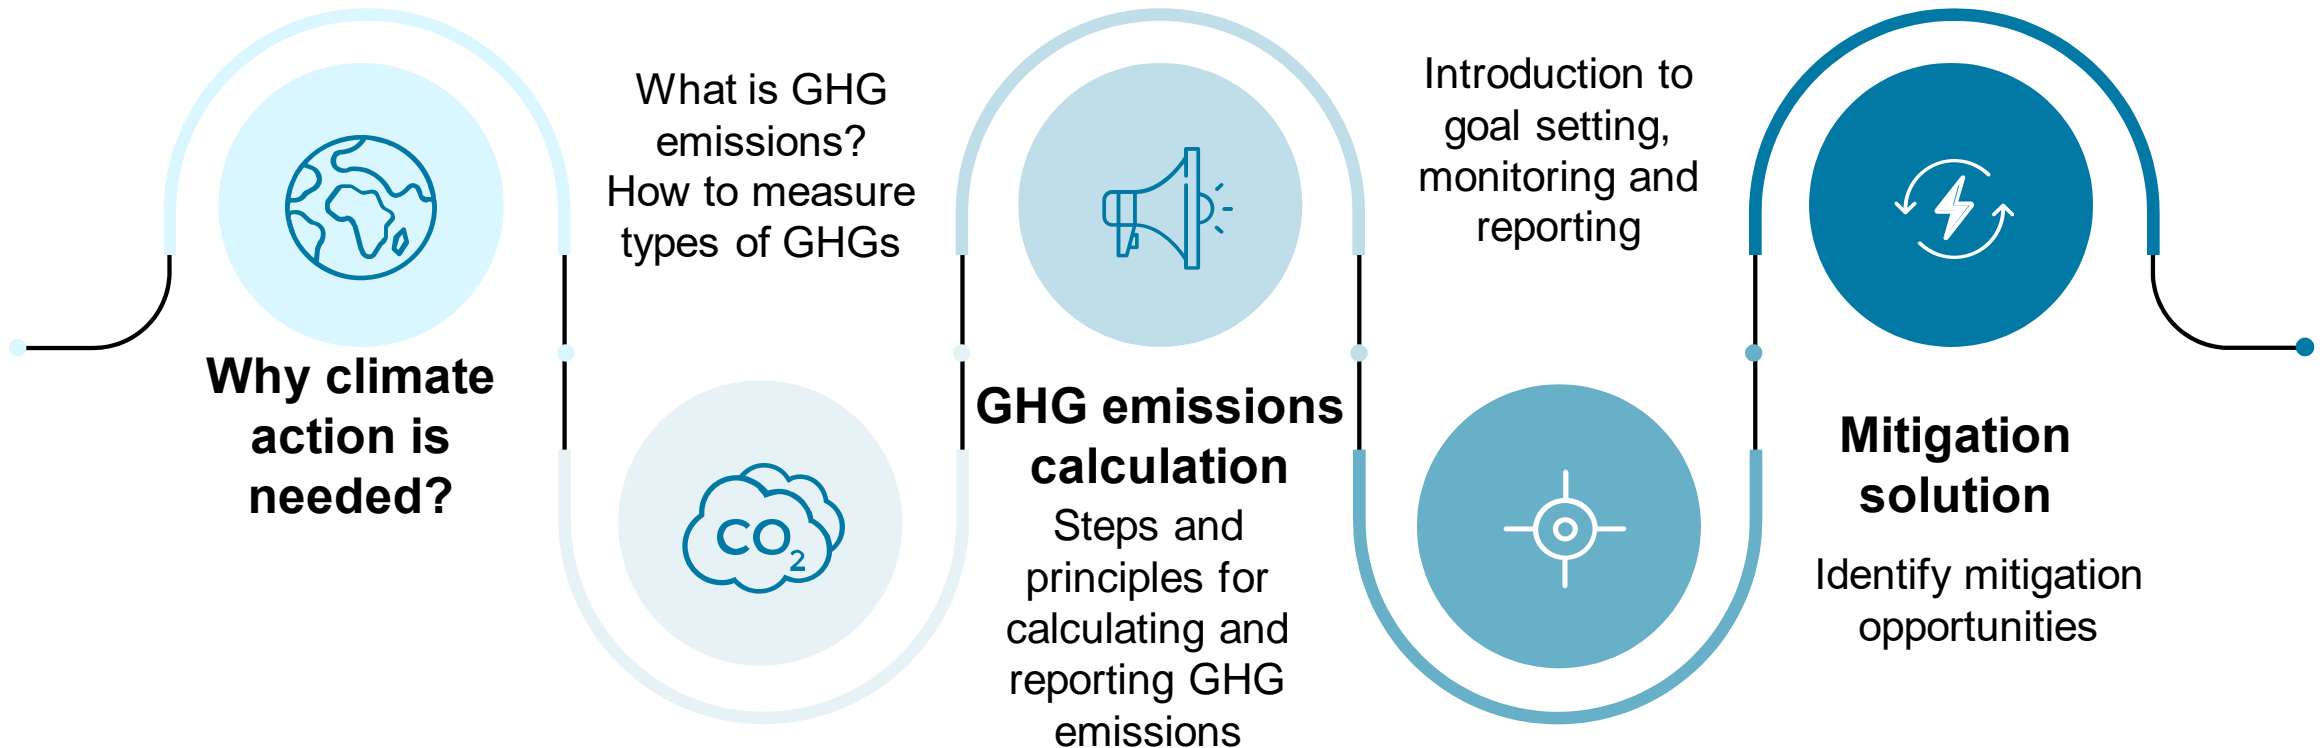 Why climate
action is
needed?
What is GHG
emissions?
How to measure
types of GHGs
CO2
GHG emissions
calculation
Steps and
principles for
calculating and
reporting GHG
emissions
Introduction to
goal setting,
monitoring and
reporting
Mitigation
solution
Identify mitigation
opportunities